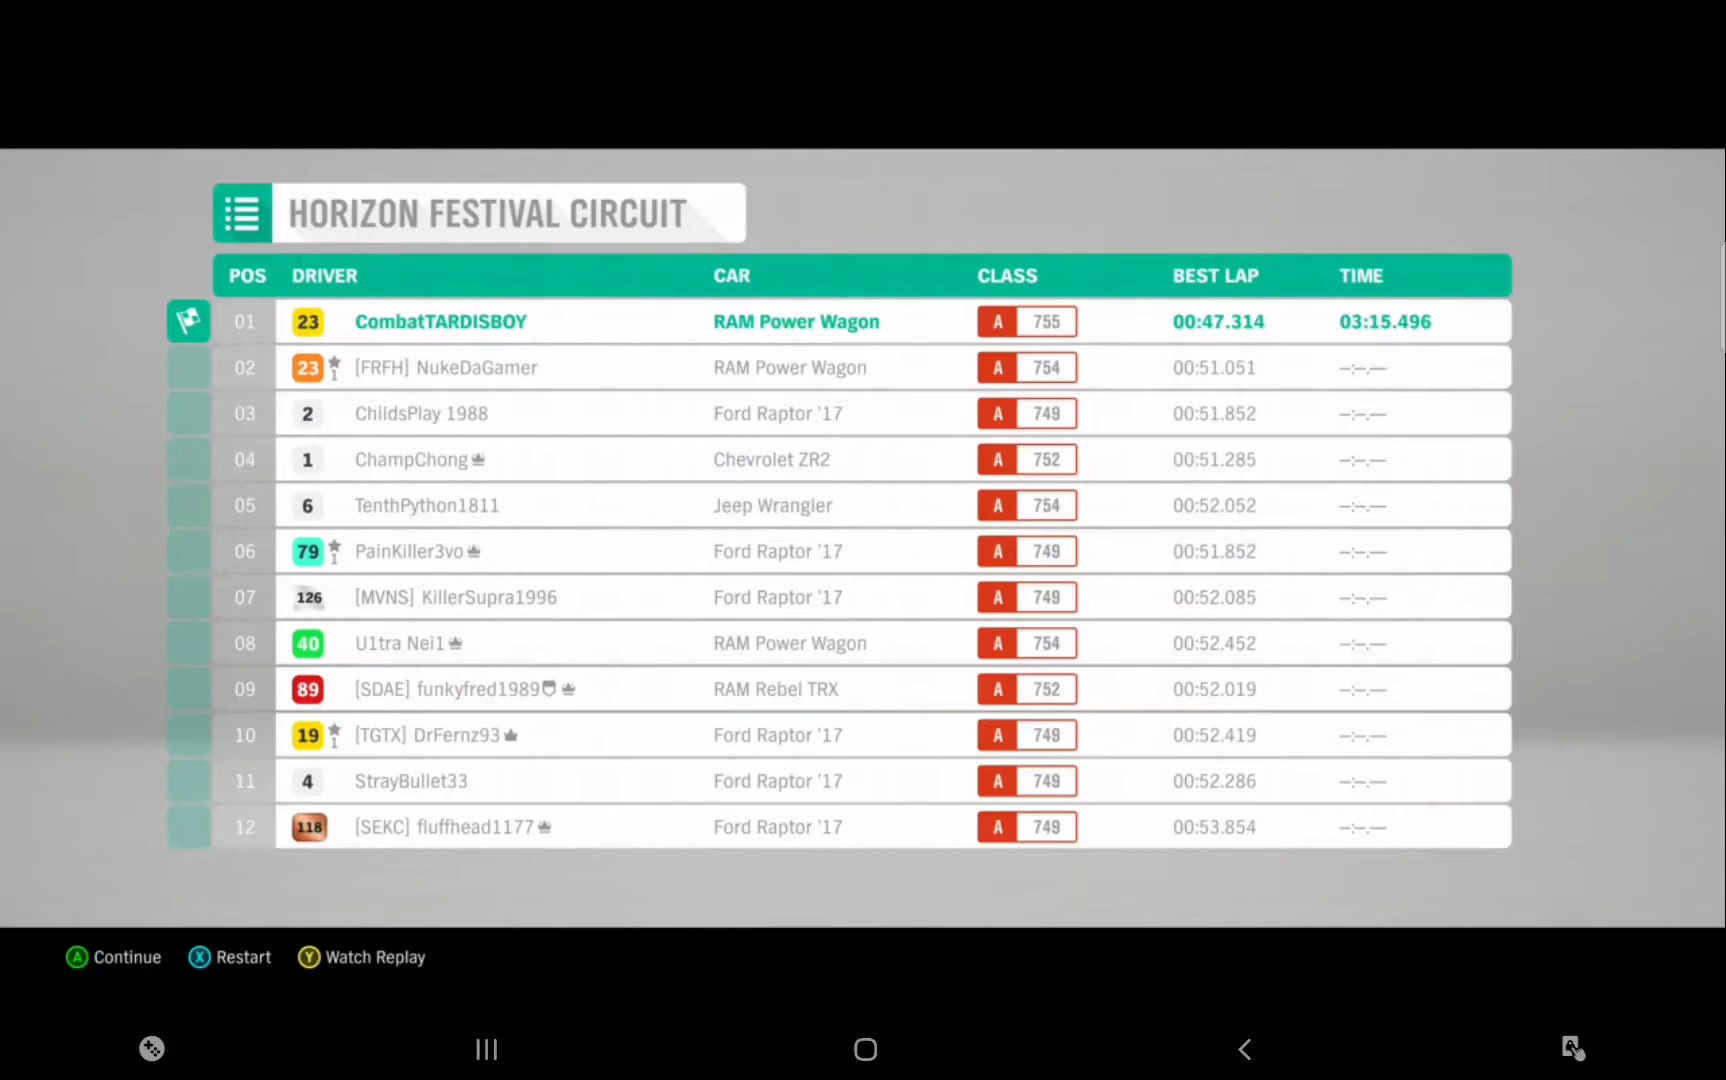 HORIZON FESTIVAL CIRCUIT
POS DRIVER CAR CLASS BEST LAP TIME
01 23 CombatTARDISBOY RAM Power Wagon A 755 00:47.314 03:15.496
02 23 1 [FRFH] NukeDaGamer RAM Power Wagon A 754 00:51.051 --:--.---
03 2 ChildsPlay 1988 Ford Raptor '17 A 749 00:51.852 --:--.---
04 1 ChampChong Chevrolet ZR2 A 752 00:51.285 --:--.---
05 6 TenthPython1811 Jeep Wrangler A 754 00:52.052 --:--.---
06 79 1 PainKiller3vo Ford Raptor '17 A 749 00:51.852 --:--.---
07 126 [MVNS] KillerSupra1996 Ford Raptor '17 A 749 00:52.085 --:--.---
08 40 U1tra Nei1 RAM Power Wagon A 754 00:52.452 --:--.---
09 89 [SDAE] funkyfred1989 RAM Rebel TRX A 752 00:52.019 --:--.---
10 19 1 [TGTX] DrFernz93 Ford Raptor '17 A 749 00:52.419 --:--.---
11 4 StrayBullet33 Ford Raptor '17 A 749 00:52.286 --:--.---
12 118 [SEKC] fluffhead1177 Ford Raptor '17 A 749 00:53.854 --:--.---
A Continue X Restart Y Watch Replay